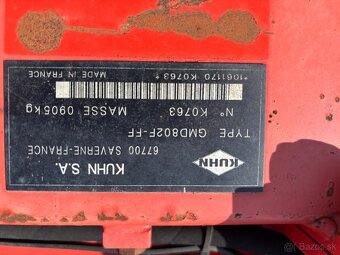 KUHN S.A.
67700 SAVERNE-FRANCE
KUHN
TYPE GMD802F-FF
N° K0763 MASSE 0905kg
*1061170 K0763 * MADE IN FRANCE
bazos.sk